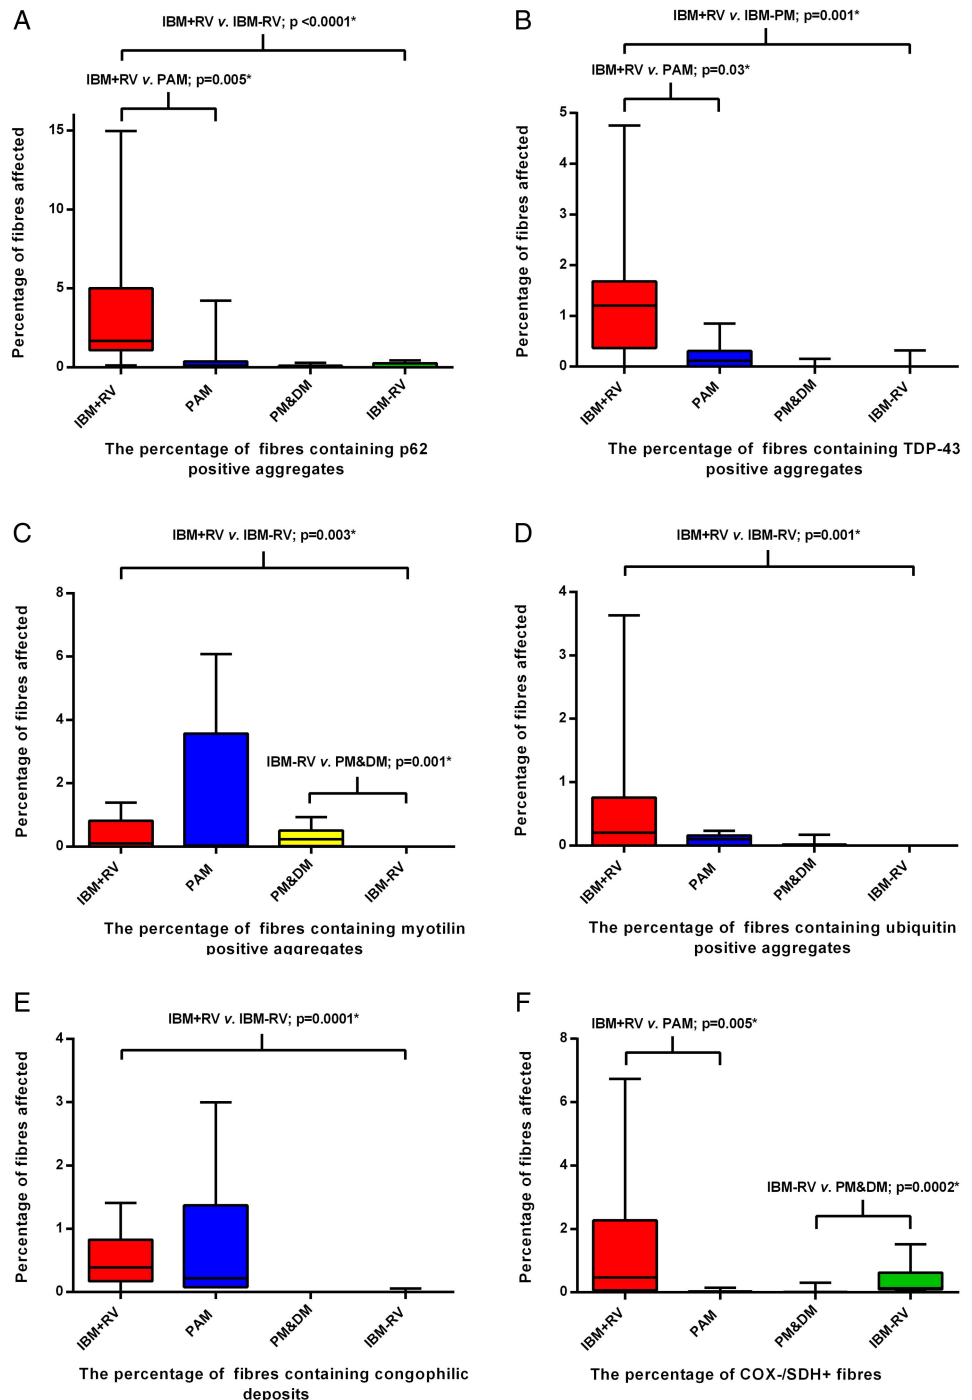 A
IBM+RV v. IBM-RV; p <0.0001*
IBM+RV v. PAM; p=0.005*
Percentage of fibres affected
15
10
5
0
IBM+RV
PAM
PM&DM
IBM-RV
The percentage of fibres containing p62
positive aggregates
B
IBM+RV v. IBM-PM; p=0.001*
IBM+RV v. PAM; p=0.03*
Percentage of fibres affected
5
4
3
2
1
0
IBM+RV
PAM
PM&DM
IBM-RV
The percentage of fibres containing TDP-43
positive aggregates
C
IBM+RV v. IBM-RV; p=0.003*
IBM-RV v. PM&DM; p=0.001*
Percentage of fibres affected
8
6
4
2
0
IBM+RV
PAM
PM&DM
IBM-RV
The percentage of fibres containing myotilin
positive aggregates
D
IBM+RV v. IBM-RV; p=0.001*
Percentage of fibres affected
4
3
2
1
0
IBM+RV
PAM
PM&DM
IBM-RV
The percentage of fibres containing ubiquitin
positive aggregates
E
IBM+RV v. IBM-RV; p=0.0001*
Percentage of fibres affected
4
3
2
1
0
IBM+RV
PAM
PM&DM
IBM-RV
The percentage of fibres containing congophilic
deposits
F
IBM+RV v. PAM; p=0.005*
IBM-RV v. PM&DM; p=0.0002*
Percentage of fibres affected
8
6
4
2
0
IBM+RV
PAM
PM&DM
IBM-RV
The percentage of COX-/SDH+ fibres